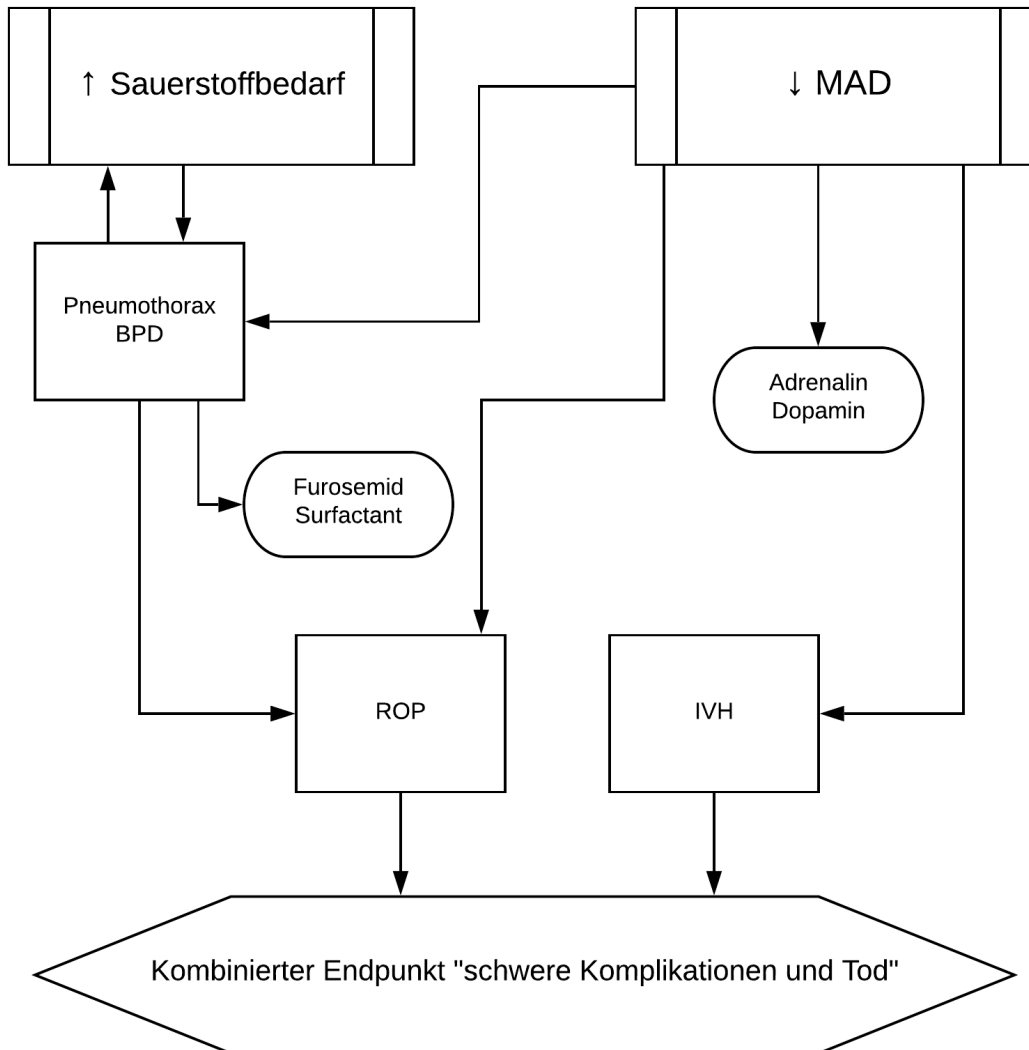 ↑ Sauerstoffbedarf
↓ MAD
Pneumothorax
BPD
Adrenalin
Dopamin
Furosemid
Surfactant
ROP
IVH
Kombinierter Endpunkt "schwere Komplikationen und Tod"